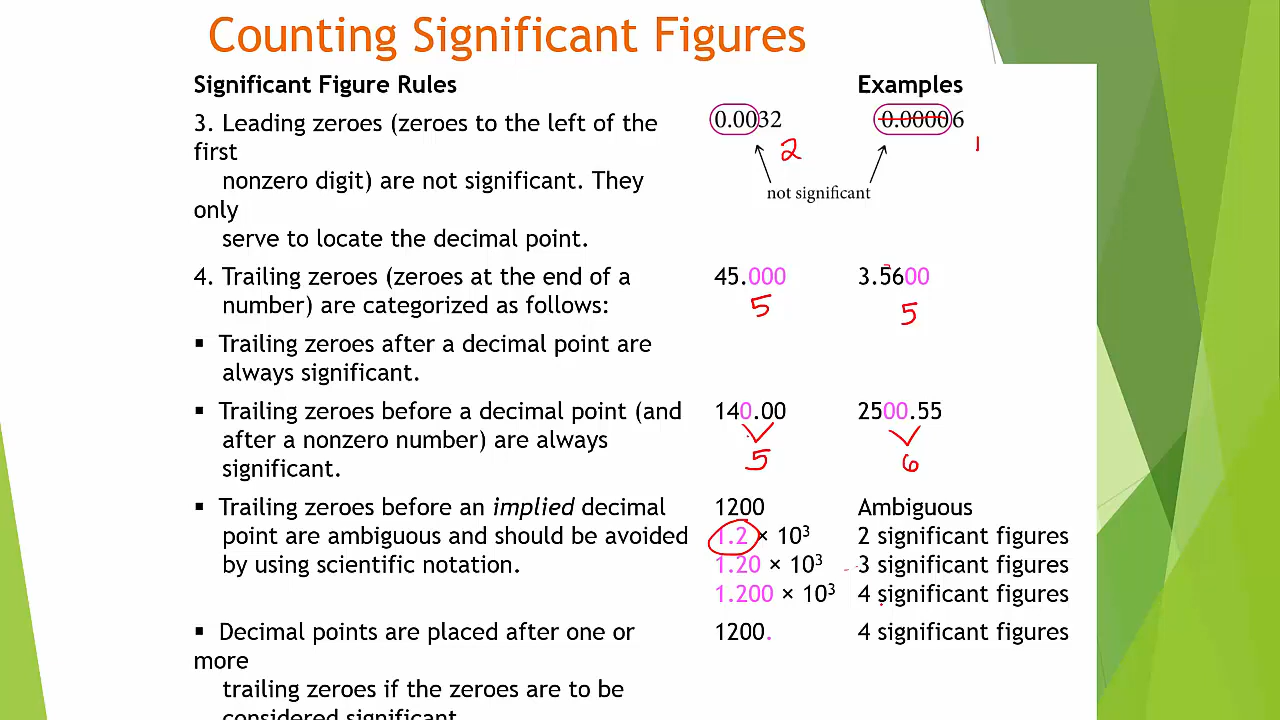 Counting Significant Figures
Significant Figure Rules Examples
3. Leading zeroes (zeroes to the left of the 0.0032 0.00006
first 2 1
nonzero digit) are not significant. They
not significant
only
serve to locate the decimal point.
4. Trailing zeroes (zeroes at the end of a 45.000 3.5600
number) are categorized as follows: 5 5
▪ Trailing zeroes after a decimal point are
always significant.
▪ Trailing zeroes before a decimal point (and 140.00 2500.55
after a nonzero number) are always
significant. 5 6
▪ Trailing zeroes before an implied decimal 1200 Ambiguous
point are ambiguous and should be avoided 1.2 × 10³ 2 significant figures
by using scientific notation. 1.20 × 10³ 3 significant figures
1.200 × 10³ 4 significant figures
▪ Decimal points are placed after one or 1200. 4 significant figures
more
trailing zeroes if the zeroes are to be
considered significant